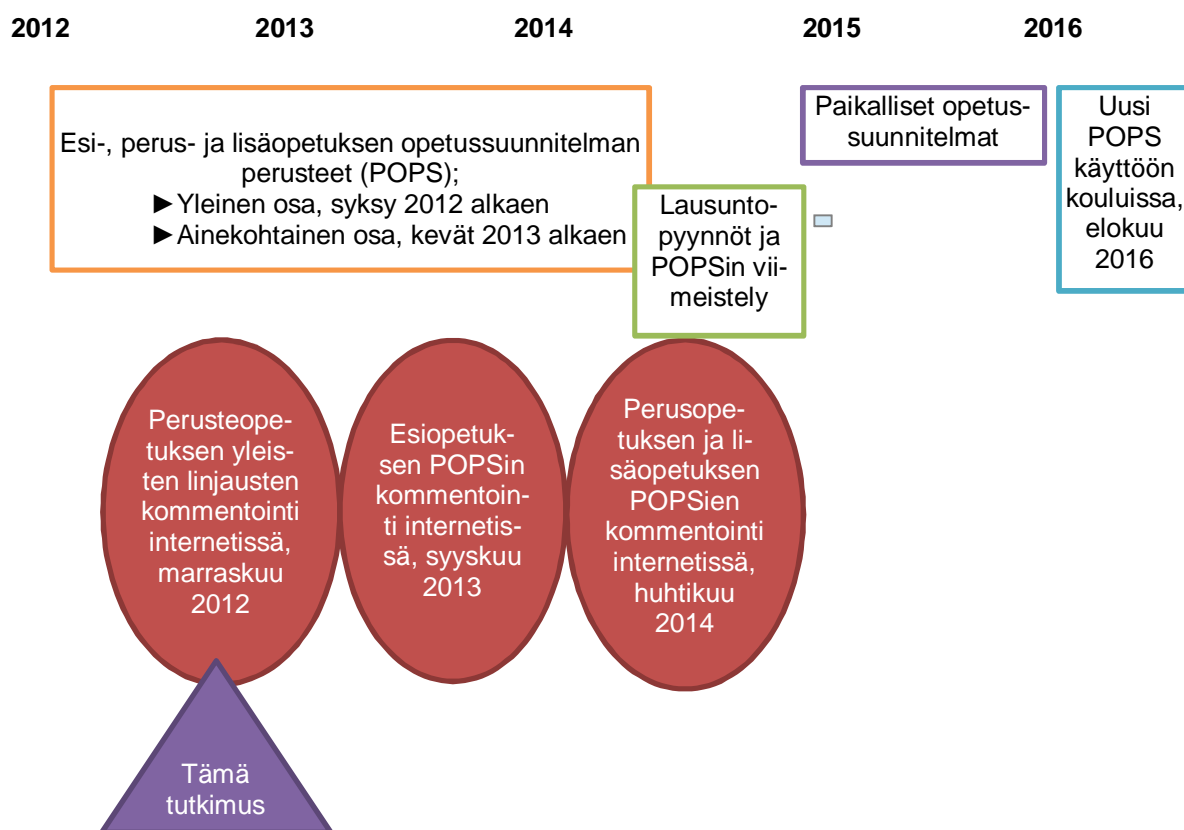 2012 2013 2014 2015 2016
Esi-, perus- ja lisäopetuksen opetussuunnitelman
perusteet (POPS);
►Yleinen osa, syksy 2012 alkaen
►Ainekohtainen osa, kevät 2013 alkaen
Lausunto-
pyynnöt ja
POPSin vii-
meistely
Paikalliset opetus-
suunnitelmat
Uusi
POPS
käyttöön
kouluissa,
elokuu
2016
Perusteope-
tuksen yleis-
ten linjausten
kommentointi
internetissä,
marraskuu
2012
Esiopetuk-
sen POPSin
kommentoin-
ti internetis-
sä, syyskuu
2013
Perusope-
tuksen ja li-
säopetuksen
POPSien
kommentointi
internetissä,
huhtikuu
2014
Tämä
tutkimus